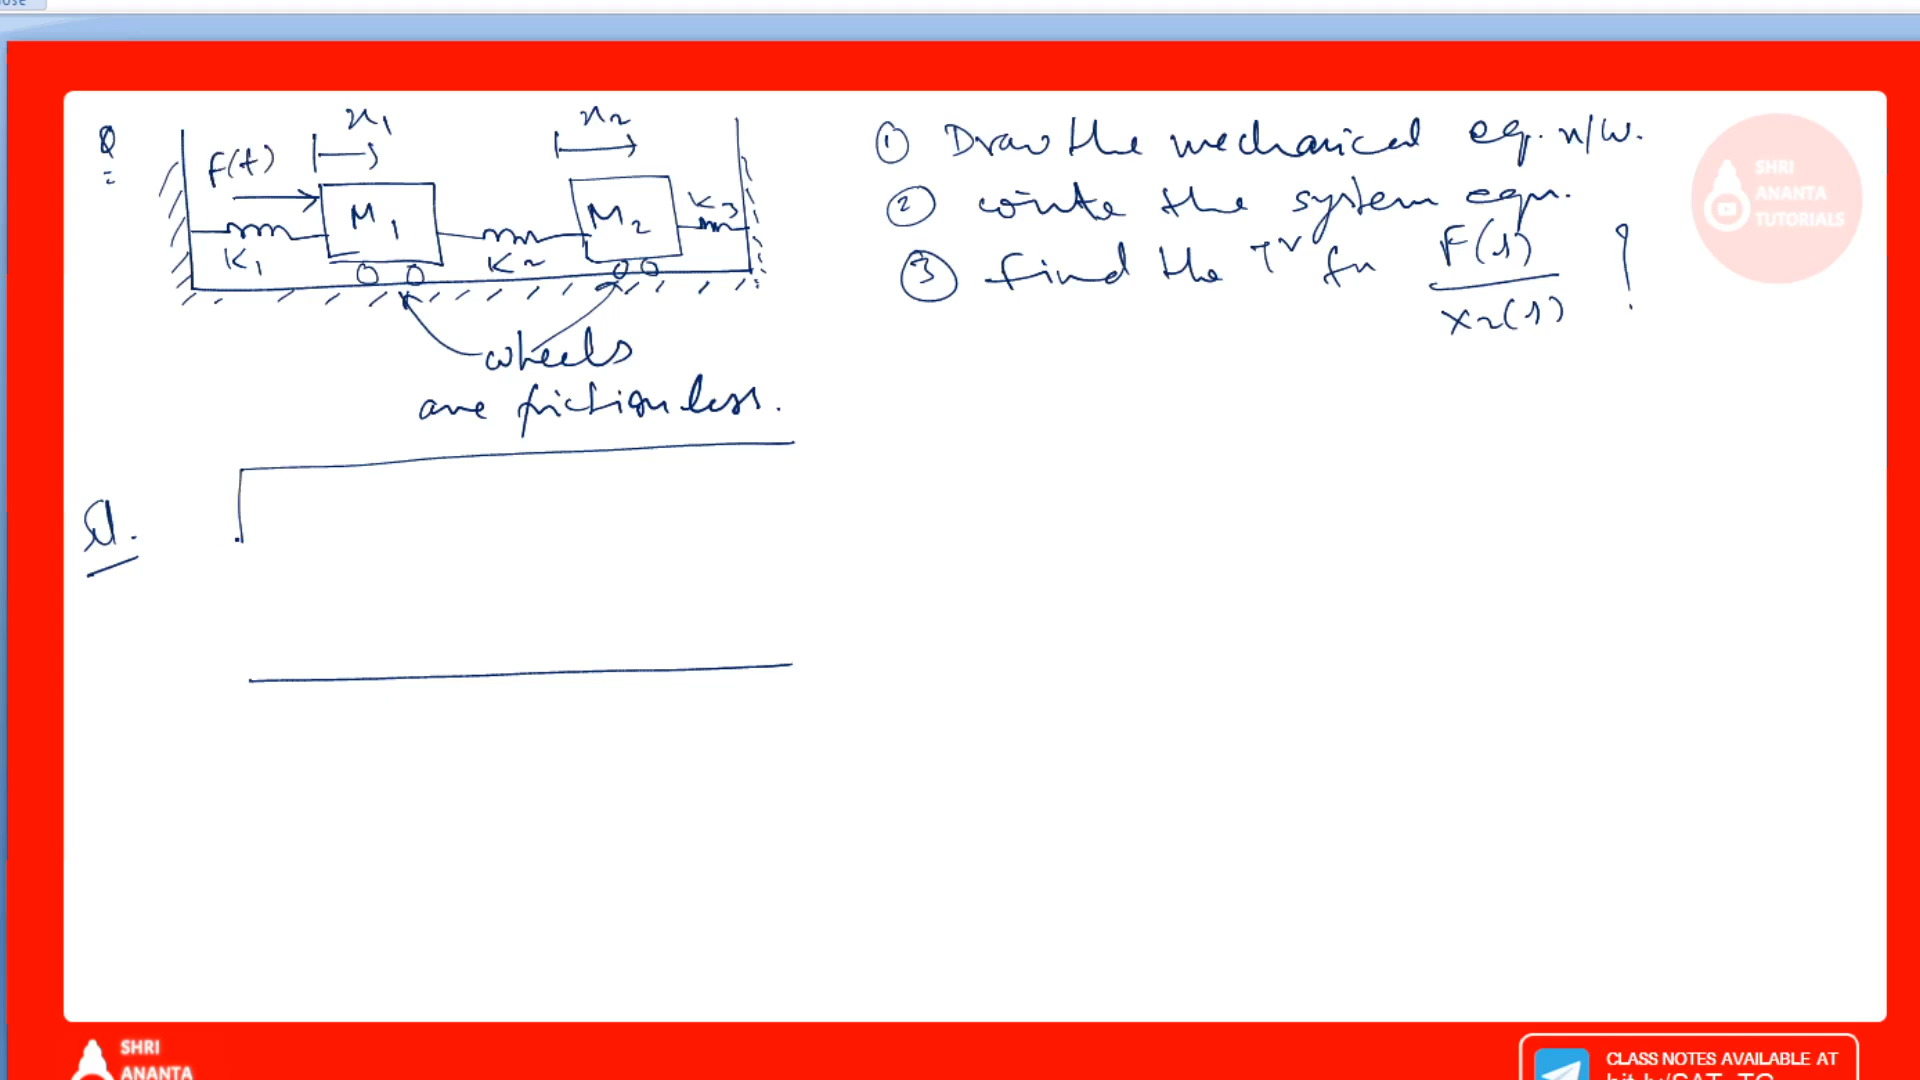 Q
x1
x2
F(t)
M1
M2
K1
K2
K3
wheels
are frictionless.
① Draw the mechanical eq. n/w.
② write the system eqn.
③ Find the Tr fn F(s) / X2(s) ?
Sl.
SHRI
ANANTA
TUTORIALS
SHRI
ANANTA
CLASS NOTES AVAILABLE AT